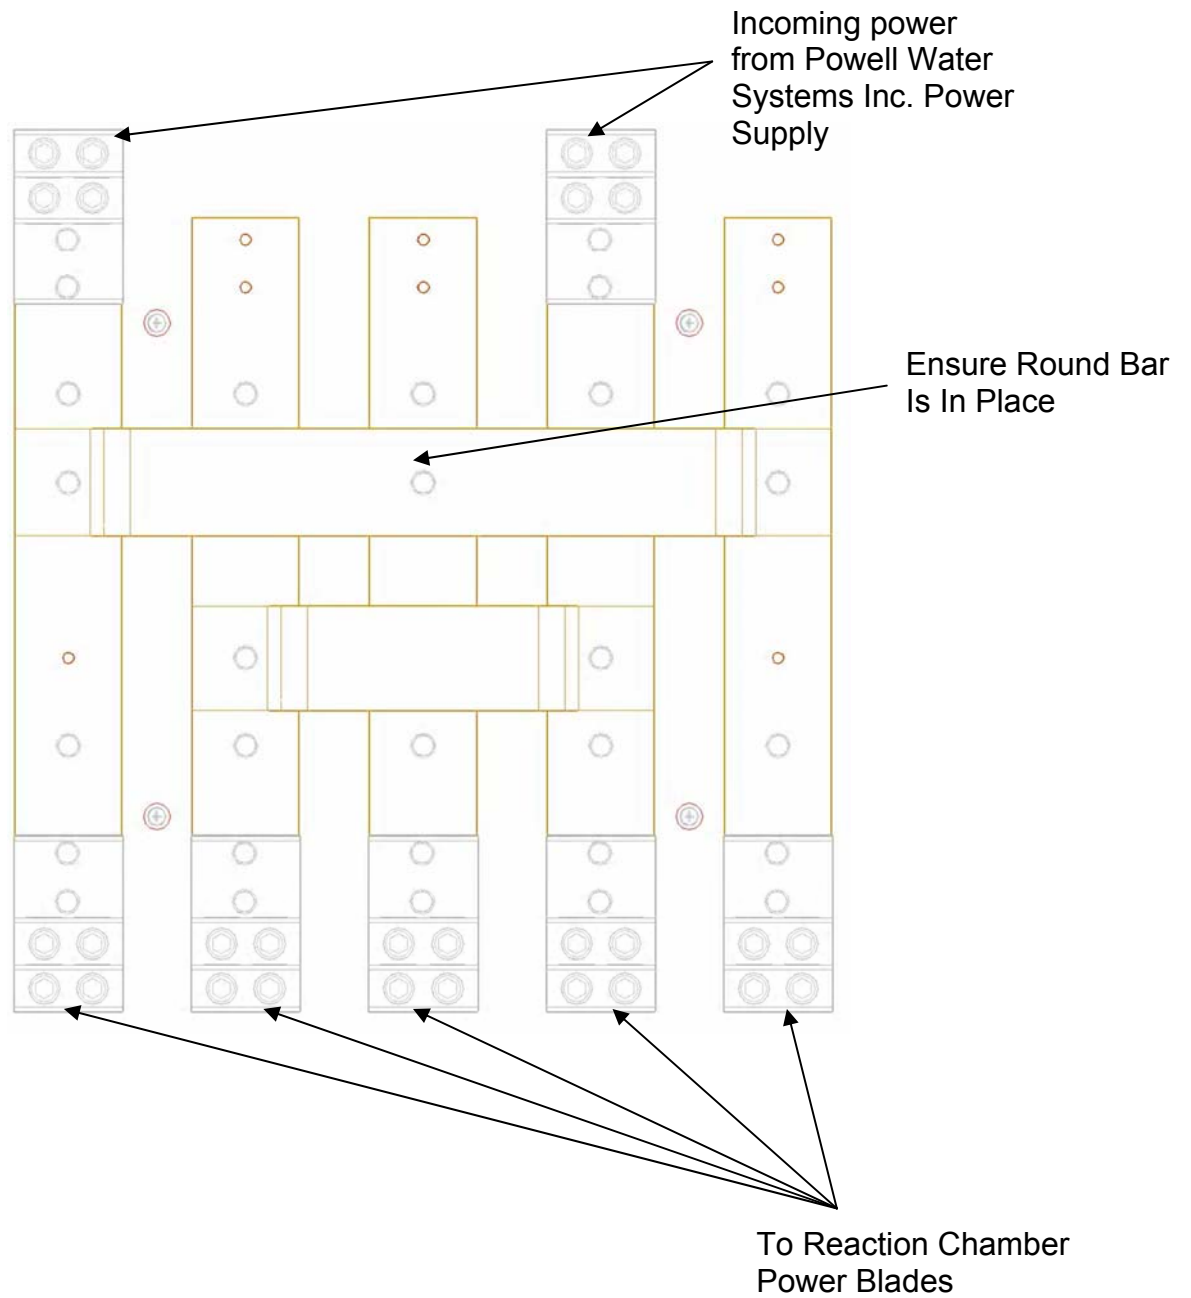 Incoming power
from Powell Water
Systems Inc. Power
Supply
Ensure Round Bar
Is In Place
To Reaction Chamber
Power Blades